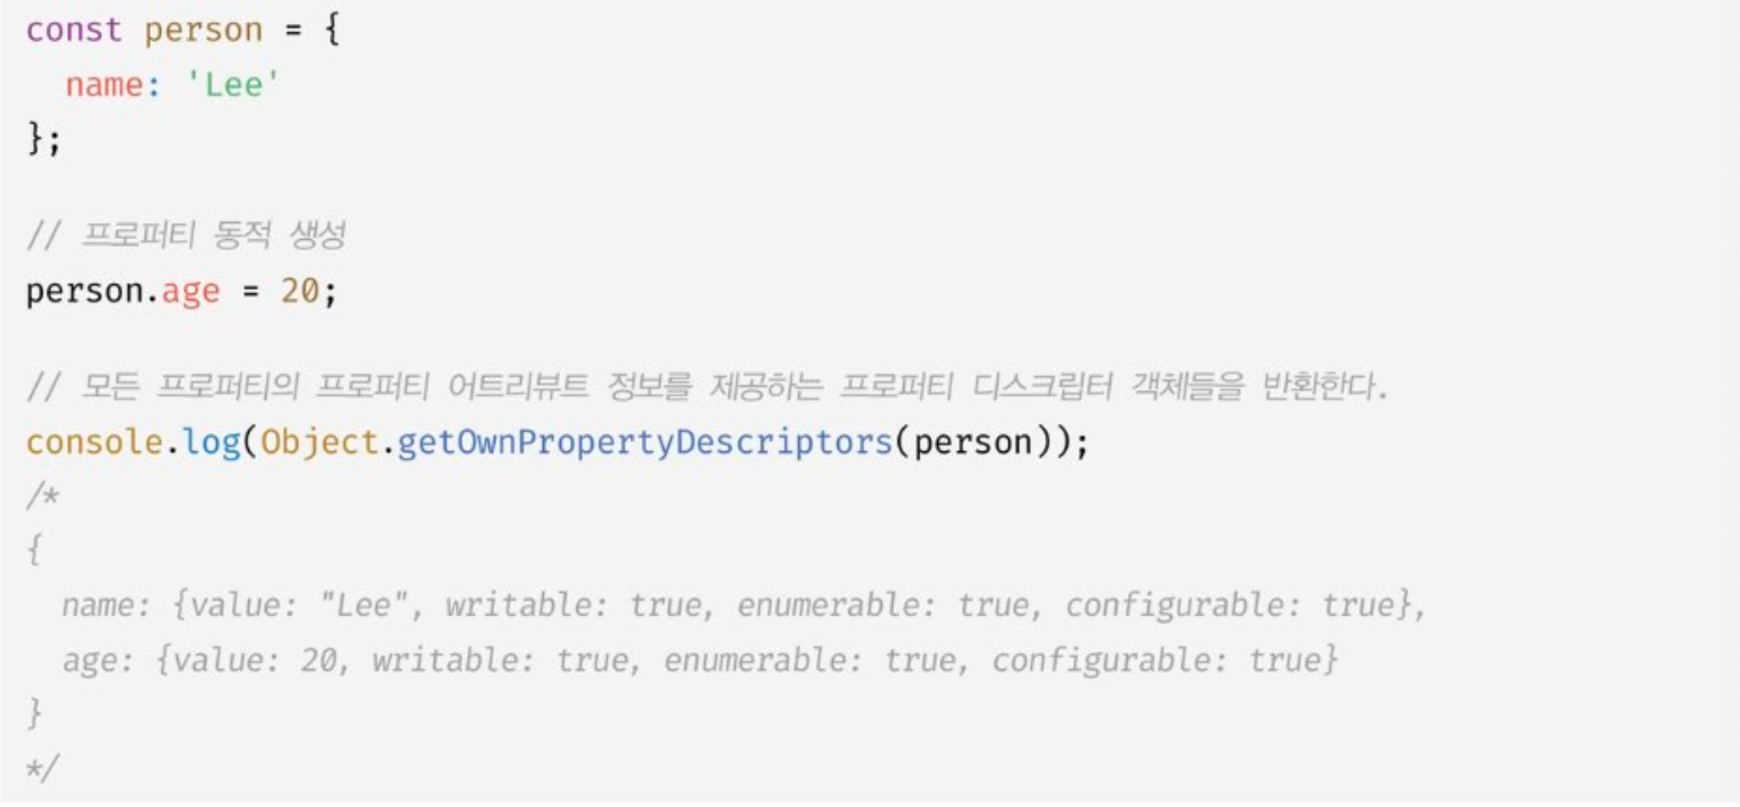 const person = {
  name: 'Lee'
};

// 프로퍼티 동적 생성
person.age = 20;

// 모든 프로퍼티의 프로퍼티 어트리뷰트 정보를 제공하는 프로퍼티 디스크립터 객체들을 반환한다.
console.log(Object.getOwnPropertyDescriptors(person));
/*
{
  name: {value: "Lee", writable: true, enumerable: true, configurable: true},
  age: {value: 20, writable: true, enumerable: true, configurable: true}
}
*/